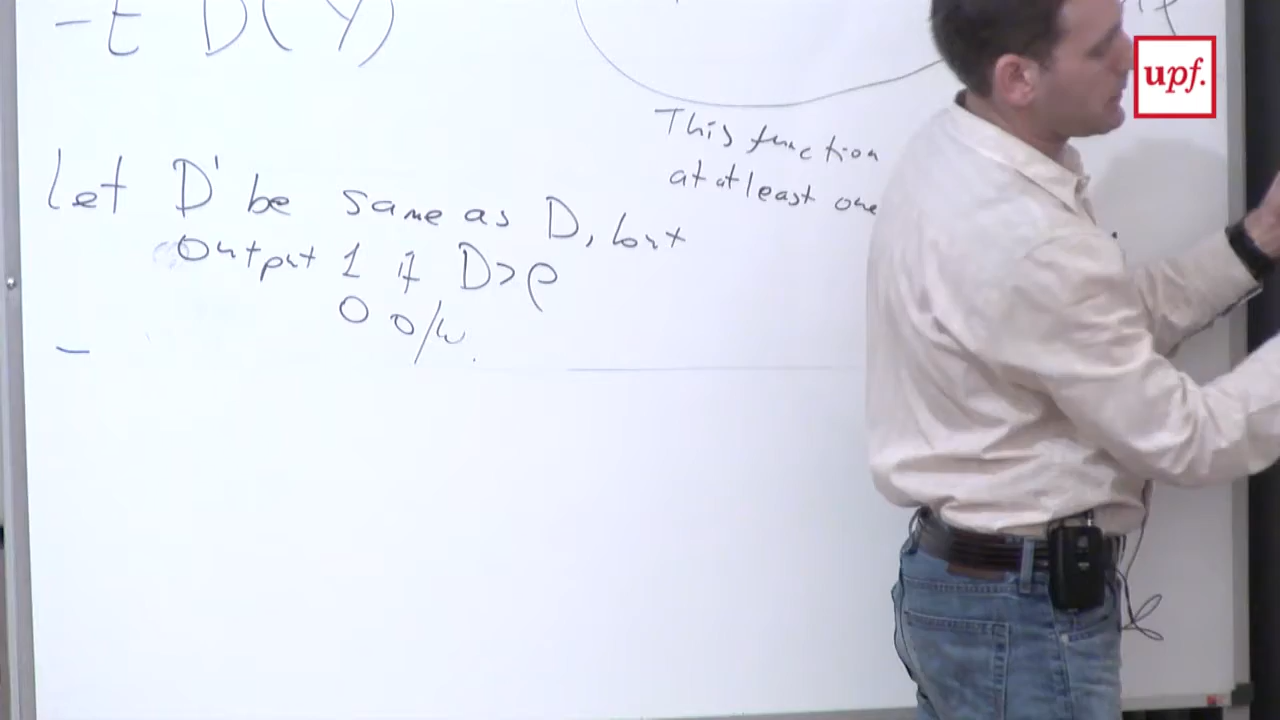 -E D(Y)
This function
at at least one
Let D' be same as D, but
output 1 if D>ρ
0 o/w.
-
upf.